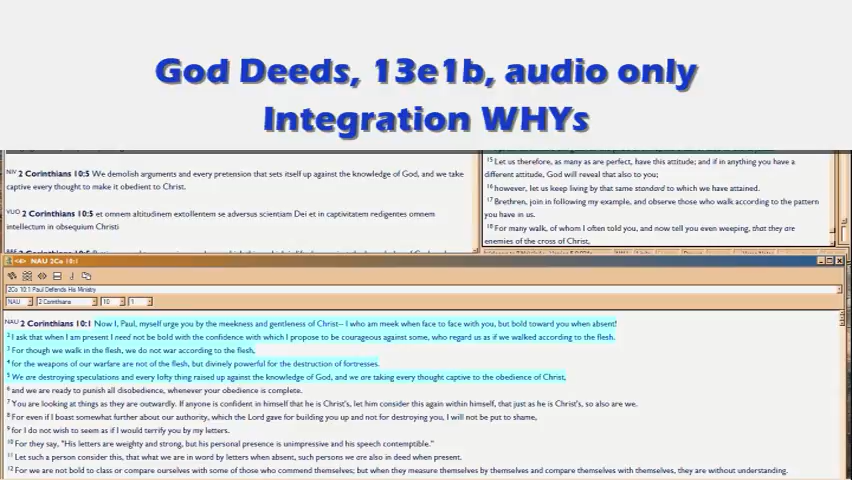 God Deeds, 13e1b, audio only
Integration WHYs
NIV 2 Corinthians 10:5 We demolish arguments and every pretension that sets itself up against the knowledge of God, and we take
captive every thought to make it obedient to Christ.
VUO 2 Corinthians 10:5 et omnem altitudinem extollentem se adversus scientiam Dei et in captivitatem redigentes omnem
intellectum in obsequium Christi
15 Let us therefore, as many as are perfect, have this attitude; and if in anything you have a
different attitude, God will reveal that also to you;
16 however, let us keep living by that same standard to which we have attained.
17 Brethren, join in following my example, and observe those who walk according to the pattern
you have in us.
18 For many walk, of whom I often told you, and now tell you even weeping, that they are
enemies of the cross of Christ,
NAU 2Co 10:1
2Co 10:1 Paul Defends His Ministry
NAU 2 Corinthians 10 1
NAU 2 Corinthians 10:1 Now I, Paul, myself urge you by the meekness and gentleness of Christ-- I who am meek when face to face with you, but bold toward you when absent!
2 I ask that when I am present I need not be bold with the confidence with which I propose to be courageous against some, who regard us as if we walked according to the flesh.
3 For though we walk in the flesh, we do not war according to the flesh,
4 for the weapons of our warfare are not of the flesh, but divinely powerful for the destruction of fortresses.
5 We are destroying speculations and every lofty thing raised up against the knowledge of God, and we are taking every thought captive to the obedience of Christ,
6 and we are ready to punish all disobedience, whenever your obedience is complete.
7 You are looking at things as they are outwardly. If anyone is confident in himself that he is Christ's, let him consider this again within himself, that just as he is Christ's, so also are we.
8 For even if I boast somewhat further about our authority, which the Lord gave for building you up and not for destroying you, I will not be put to shame,
9 for I do not wish to seem as if I would terrify you by my letters.
10 For they say, "His letters are weighty and strong, but his personal presence is unimpressive and his speech contemptible."
11 Let such a person consider this, that what we are in word by letters when absent, such persons we are also in deed when present.
12 For we are not bold to class or compare ourselves with some of those who commend themselves; but when they measure themselves by themselves and compare themselves with themselves, they are without understanding.